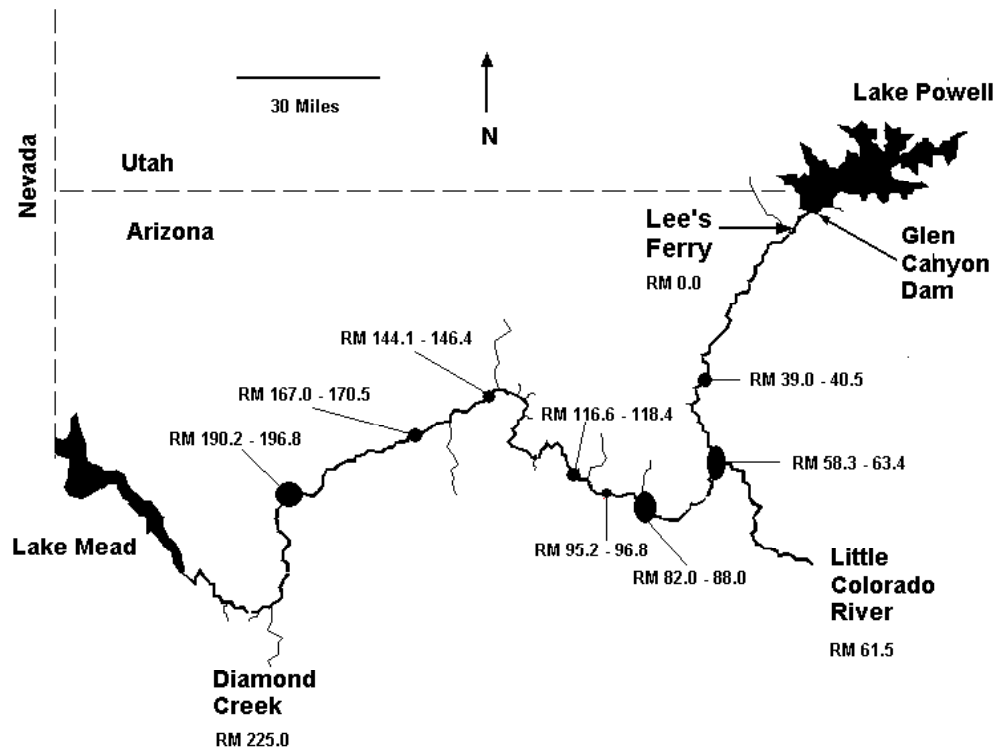 Lake Powell
30 Miles
N
Nevada
Utah
Arizona
Lee's
Ferry
RM 0.0
Glen
Cahyon
Dam
RM 144.1 - 146.4
RM 39.0 - 40.5
RM 167.0 - 170.5
RM 116.6 - 118.4
RM 190.2 - 196.8
RM 58.3 - 63.4
Lake Mead
RM 95.2 - 96.8
RM 82.0 - 88.0
Little
Colorado
River
RM 61.5
Diamond
Creek
RM 225.0